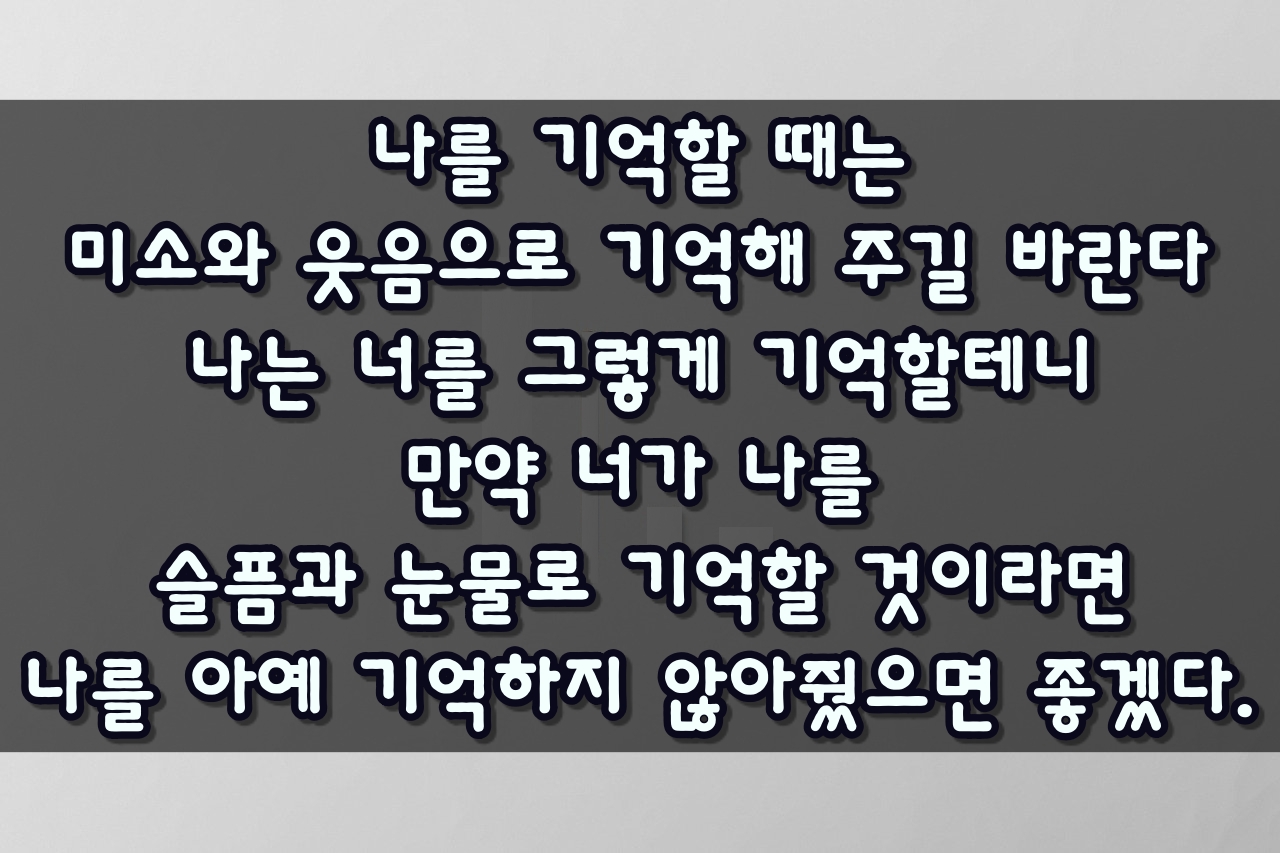 나를 기억할 때는
미소와 웃음으로 기억해 주길 바란다
나는 너를 그렇게 기억할테니
만약 너가 나를
슬픔과 눈물로 기억할 것이라면
나를 아예 기억하지 않아줬으면 좋겠다.